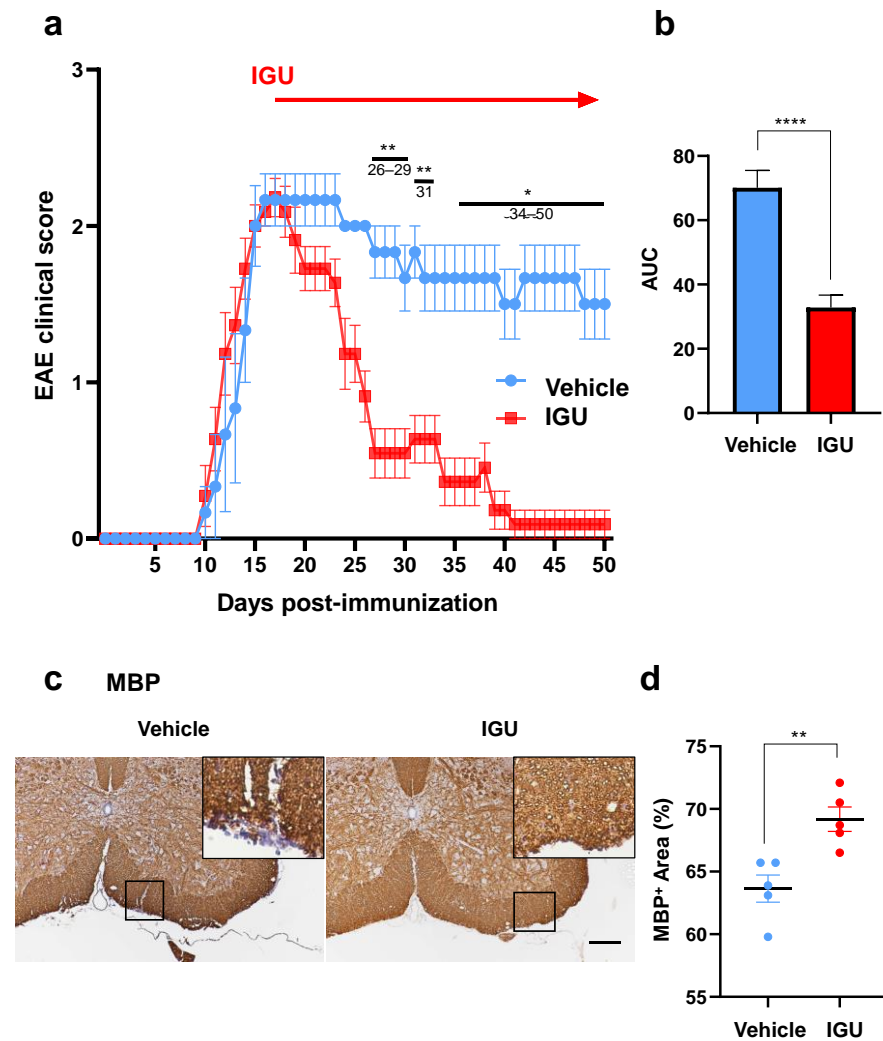 a
b
IGU
EAE clinical score
3
2
1
0
**
26–29
**
31
*
34–50
Vehicle
IGU
5 10 15 20 25 30 35 40 45 50
Days post-immunization
****
AUC
80
60
40
20
0
Vehicle IGU
c MBP
d
Vehicle IGU
**
MBP⁺ Area (%)
75
70
65
60
55
Vehicle IGU